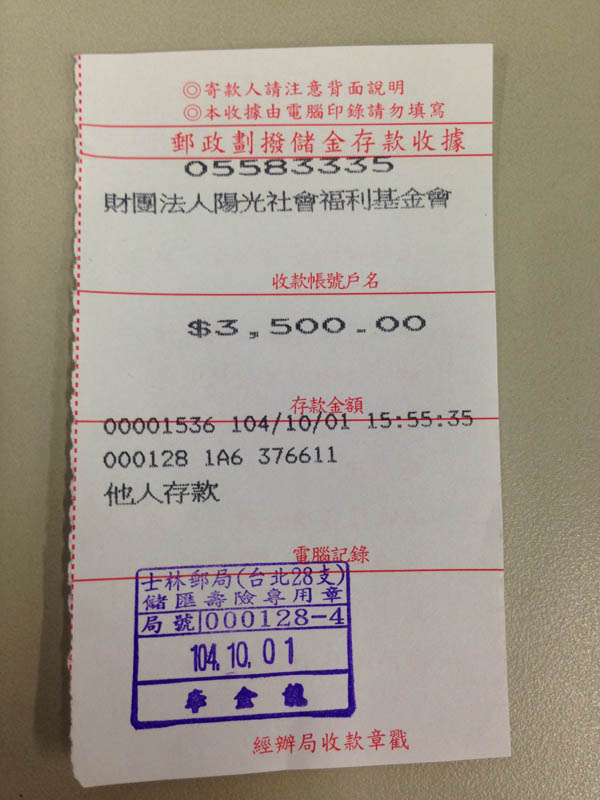 ◎寄款人請注意背面說明
◎本收據由電腦印錄請勿填寫
郵政劃撥儲金存款收據
05583335
財團法人陽光社會福利基金會
收款帳號戶名
$3,500.00
存款金額
00001536 104/10/01 15:55:35
000128 1A6 376611
他人存款
電腦記錄
士林郵局(台北28支)
儲匯壽險專用章
局號 000128-4
104.10.01
經辦局收款章戳